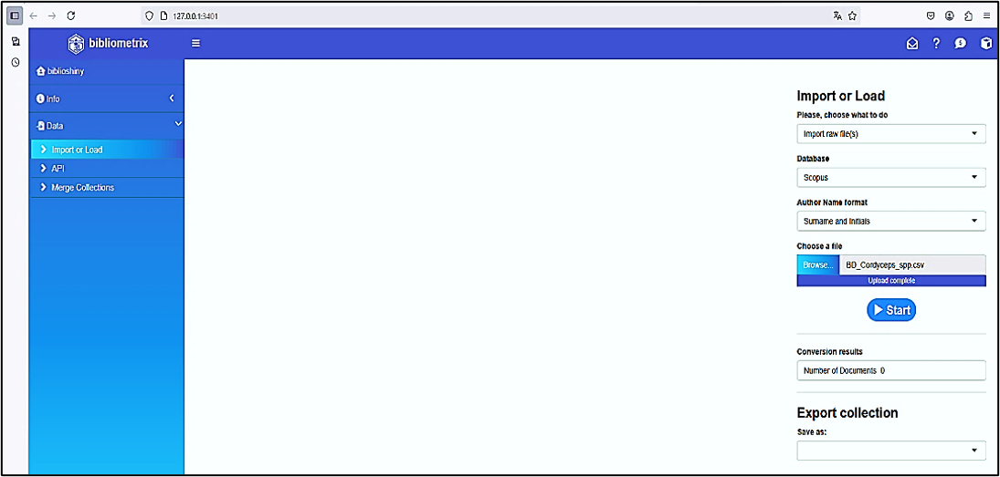 127.0.0.1:3401
bibliometrix
biblioshiny
Info
Data
Import or Load
API
Merge Collections
Import or Load
Please, choose what to do
Import raw file(s)
Database
Scopus
Author Name format
Surname and Initials
Choose a file
Browse... BD_Cordyceps_spp.csv
Upload complete
Start
Conversion results
Number of Documents 0
Export collection
Save as: